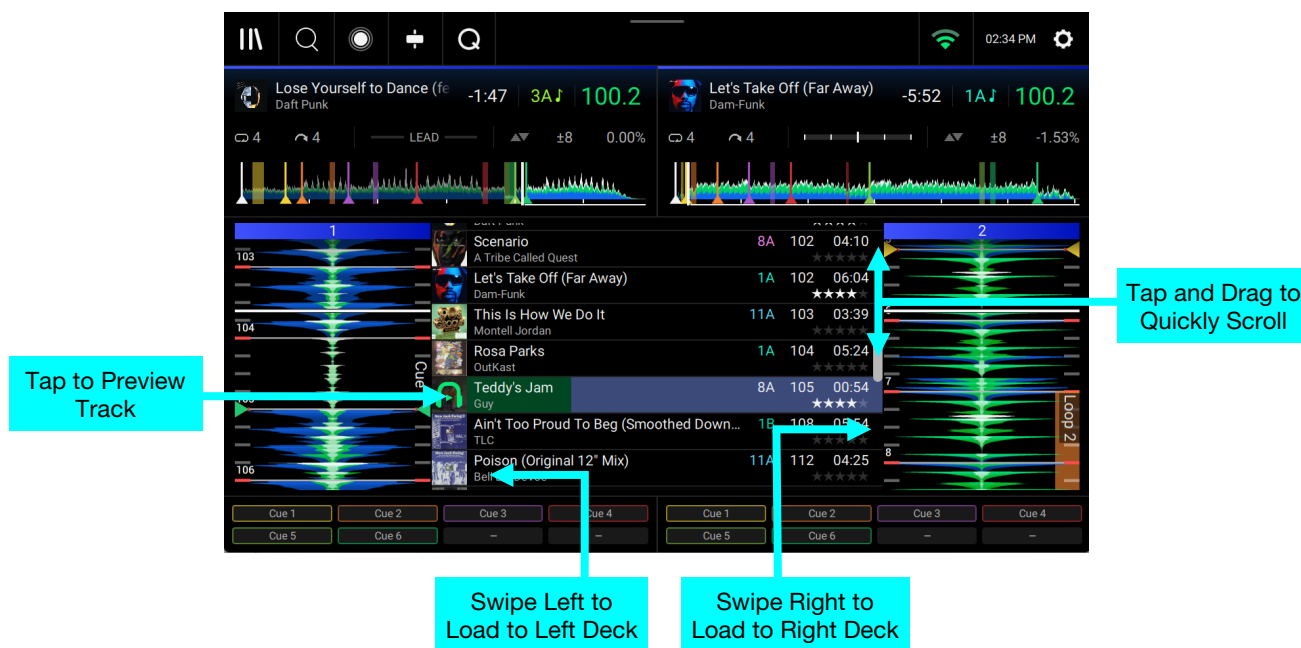 02:34 PM
Lose Yourself to Dance (fe
Daft Punk
-1:47
3A
100.2
Let's Take Off (Far Away)
Dam-Funk
-5:52
1A
100.2
4
4
LEAD
±8
0.00%
4
4
±8
-1.53%
1
2
103
104
106
Cue
Scenario 8A 102 04:10
A Tribe Called Quest
Let's Take Off (Far Away) 1A 102 06:04
Dam-Funk
This Is How We Do It 11A 103 03:39
Montell Jordan
Rosa Parks 1A 104 05:24
OutKast
Teddy's Jam 8A 105 00:54
Guy
Ain't Too Proud To Beg (Smoothed Down... 1B 108 05:54
TLC
Poison (Original 12" Mix) 11A 112 04:25
7
8
Loop 2
Cue 1 Cue 2 Cue 3 Cue 4
Cue 5 Cue 6 – –
Cue 1 Cue 2 Cue 3 Cue 4
Cue 5 Cue 6 – –
Tap to Preview
Track
Tap and Drag to
Quickly Scroll
Swipe Left to
Load to Left Deck
Swipe Right to
Load to Right Deck